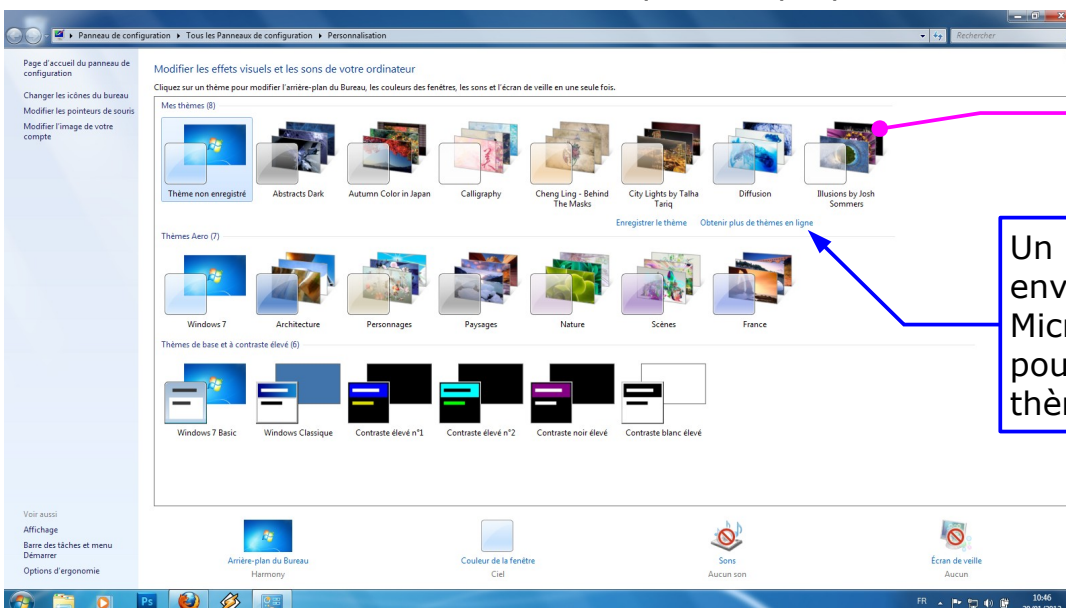 Panneau de configuration ▸ Tous les Panneaux de configuration ▸ Personnalisation
Rechercher
Page d'accueil du panneau de
configuration
Changer les icônes du bureau
Modifier les pointeurs de souris
Modifier l'image de votre
compte
Modifier les effets visuels et les sons de votre ordinateur
Cliquez sur un thème pour modifier l'arrière-plan du Bureau, les couleurs des fenêtres, les sons et l'écran de veille en une seule fois.
Mes thèmes (8)
Thème non enregistré
Abstracts Dark
Autumn Color in Japan
Calligraphy
Cheng Ling - Behind
The Masks
City Lights by Talha
Tariq
Diffusion
Illusions by Josh
Sommers
Enregistrer le thème
Obtenir plus de thèmes en ligne
Thèmes Aero (7)
Windows 7
Architecture
Personnages
Paysages
Nature
Scènes
France
Thèmes de base et à contraste élevé (6)
Windows 7 Basic
Windows Classique
Contraste élevé n°1
Contraste élevé n°2
Contraste noir élevé
Contraste blanc élevé
Un
env
Mic
pou
thè
Voir aussi
Affichage
Barre des tâches et menu
Démarrer
Options d'ergonomie
Arrière-plan du Bureau
Harmony
Couleur de la fenêtre
Ciel
Sons
Aucun son
Écran de veille
Aucun
Ps
FR
10:46